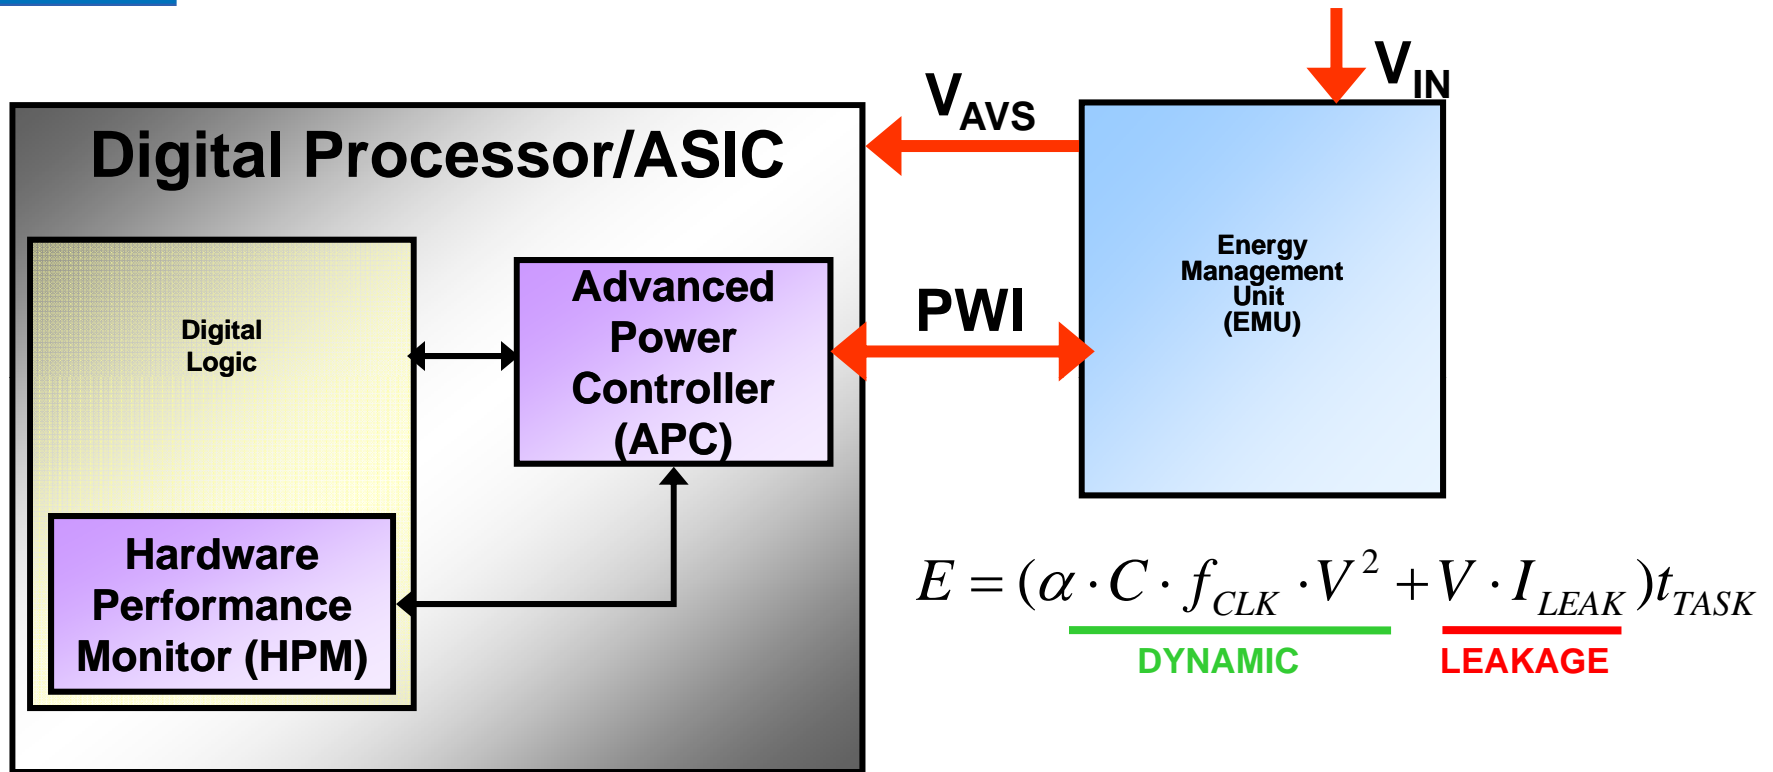 V_IN
V_AVS
Digital Processor/ASIC
Energy
Management
Unit
(EMU)
Advanced
Power
Controller
(APC)
PWI
Digital
Logic
Hardware
Performance
Monitor (HPM)
E = (α · C · f_CLK · V² + V · I_LEAK) t_TASK
DYNAMIC
LEAKAGE